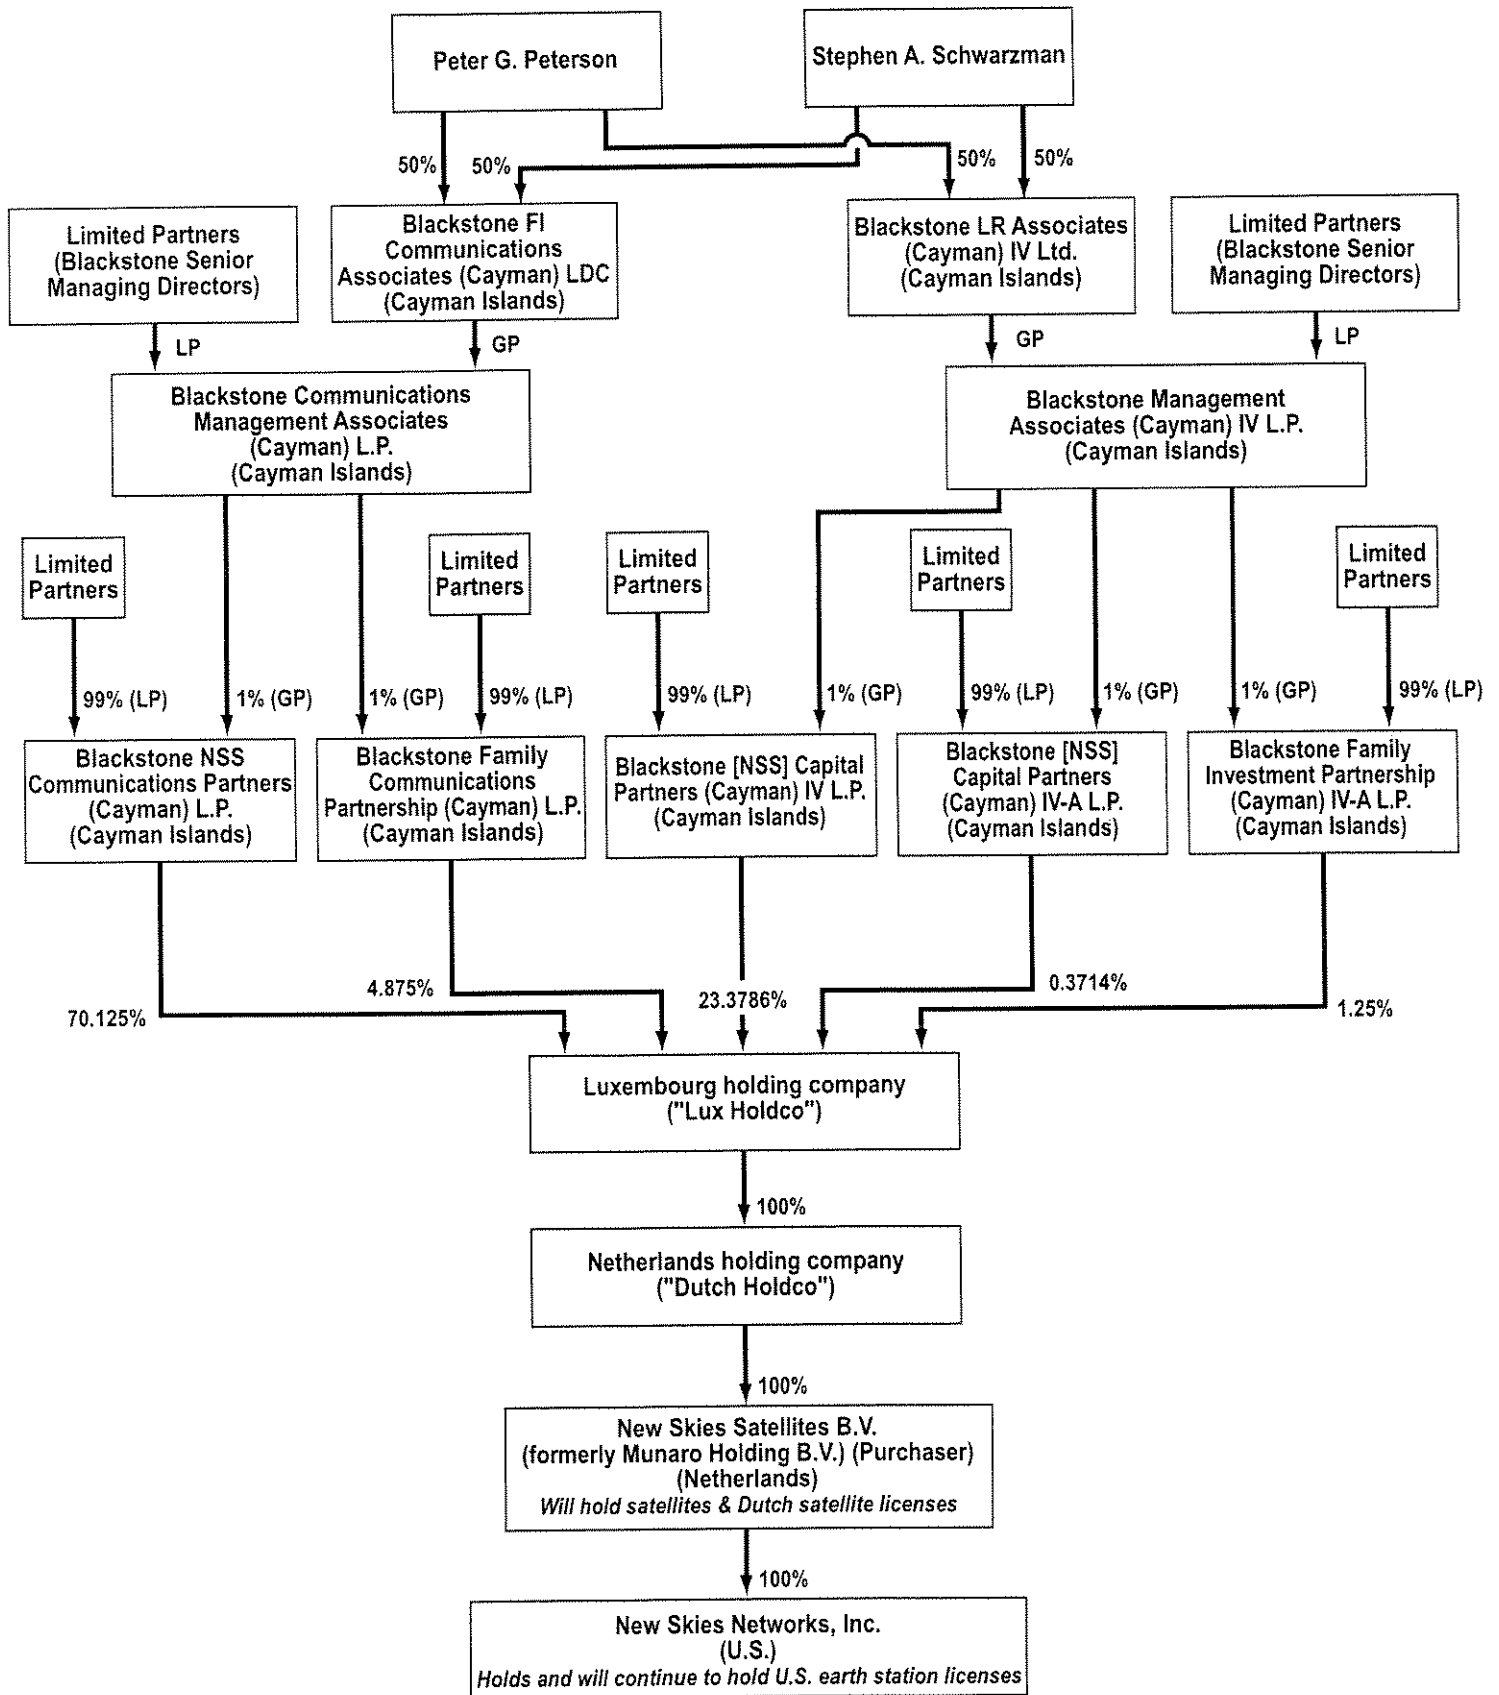 Peter G. Peterson
Stephen A. Schwarzman
50%
50%
50%
50%
Limited Partners
(Blackstone Senior
Managing Directors)
Blackstone FI
Communications
Associates (Cayman) LDC
(Cayman Islands)
Blackstone LR Associates
(Cayman) IV Ltd.
(Cayman Islands)
Limited Partners
(Blackstone Senior
Managing Directors)
LP
GP
GP
LP
Blackstone Communications
Management Associates
(Cayman) L.P.
(Cayman Islands)
Blackstone Management
Associates (Cayman) IV L.P.
(Cayman Islands)
Limited
Partners
Limited
Partners
Limited
Partners
Limited
Partners
Limited
Partners
99% (LP)
1% (GP)
1% (GP)
99% (LP)
99% (LP)
1% (GP)
99% (LP)
1% (GP)
1% (GP)
99% (LP)
Blackstone NSS
Communications Partners
(Cayman) L.P.
(Cayman Islands)
Blackstone Family
Communications
Partnership (Cayman) L.P.
(Cayman Islands)
Blackstone [NSS] Capital
Partners (Cayman) IV L.P.
(Cayman Islands)
Blackstone [NSS]
Capital Partners
(Cayman) IV-A L.P.
(Cayman Islands)
Blackstone Family
Investment Partnership
(Cayman) IV-A L.P.
(Cayman Islands)
70.125%
4.875%
23.3786%
0.3714%
1.25%
Luxembourg holding company
("Lux Holdco")
100%
Netherlands holding company
("Dutch Holdco")
100%
New Skies Satellites B.V.
(formerly Munaro Holding B.V.) (Purchaser)
(Netherlands)
Will hold satellites & Dutch satellite licenses
100%
New Skies Networks, Inc.
(U.S.)
Holds and will continue to hold U.S. earth station licenses